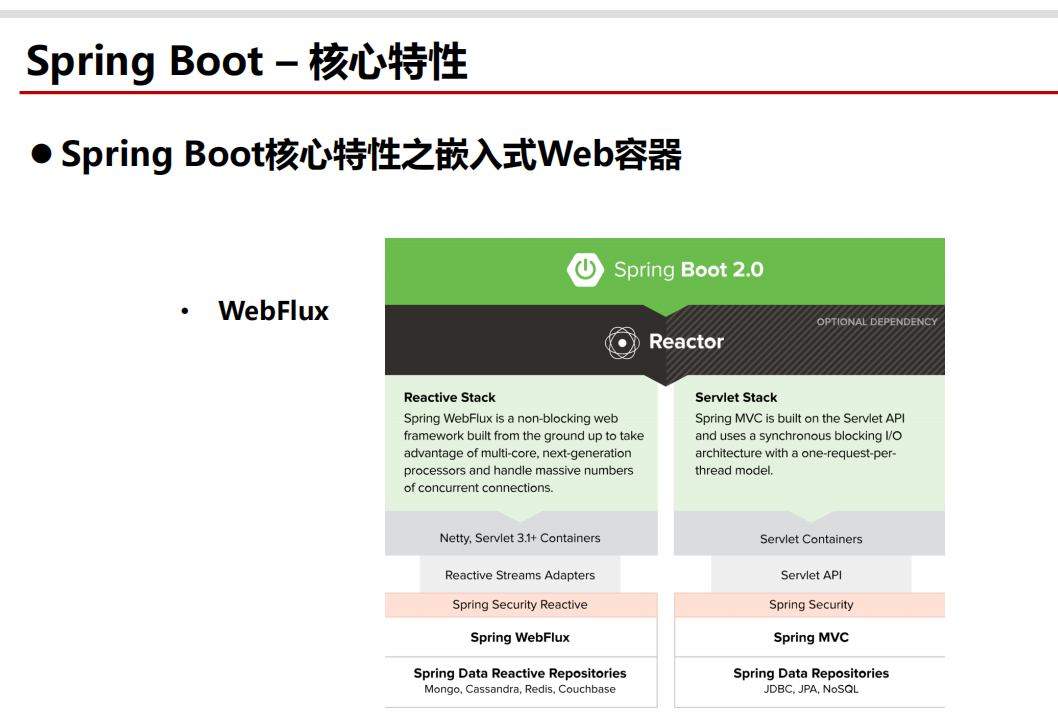 Spring Boot – 核心特性
Spring Boot核心特性之嵌入式Web容器
WebFlux
Spring Boot 2.0
OPTIONAL DEPENDENCY
Reactor
Reactive Stack
Spring WebFlux is a non-blocking web
framework built from the ground up to take
advantage of multi-core, next-generation
processors and handle massive numbers
of concurrent connections.
Netty, Servlet 3.1+ Containers
Reactive Streams Adapters
Spring Security Reactive
Spring WebFlux
Spring Data Reactive Repositories
Mongo, Cassandra, Redis, Couchbase
Servlet Stack
Spring MVC is built on the Servlet API
and uses a synchronous blocking I/O
architecture with a one-request-per-
thread model.
Servlet Containers
Servlet API
Spring Security
Spring MVC
Spring Data Repositories
JDBC, JPA, NoSQL